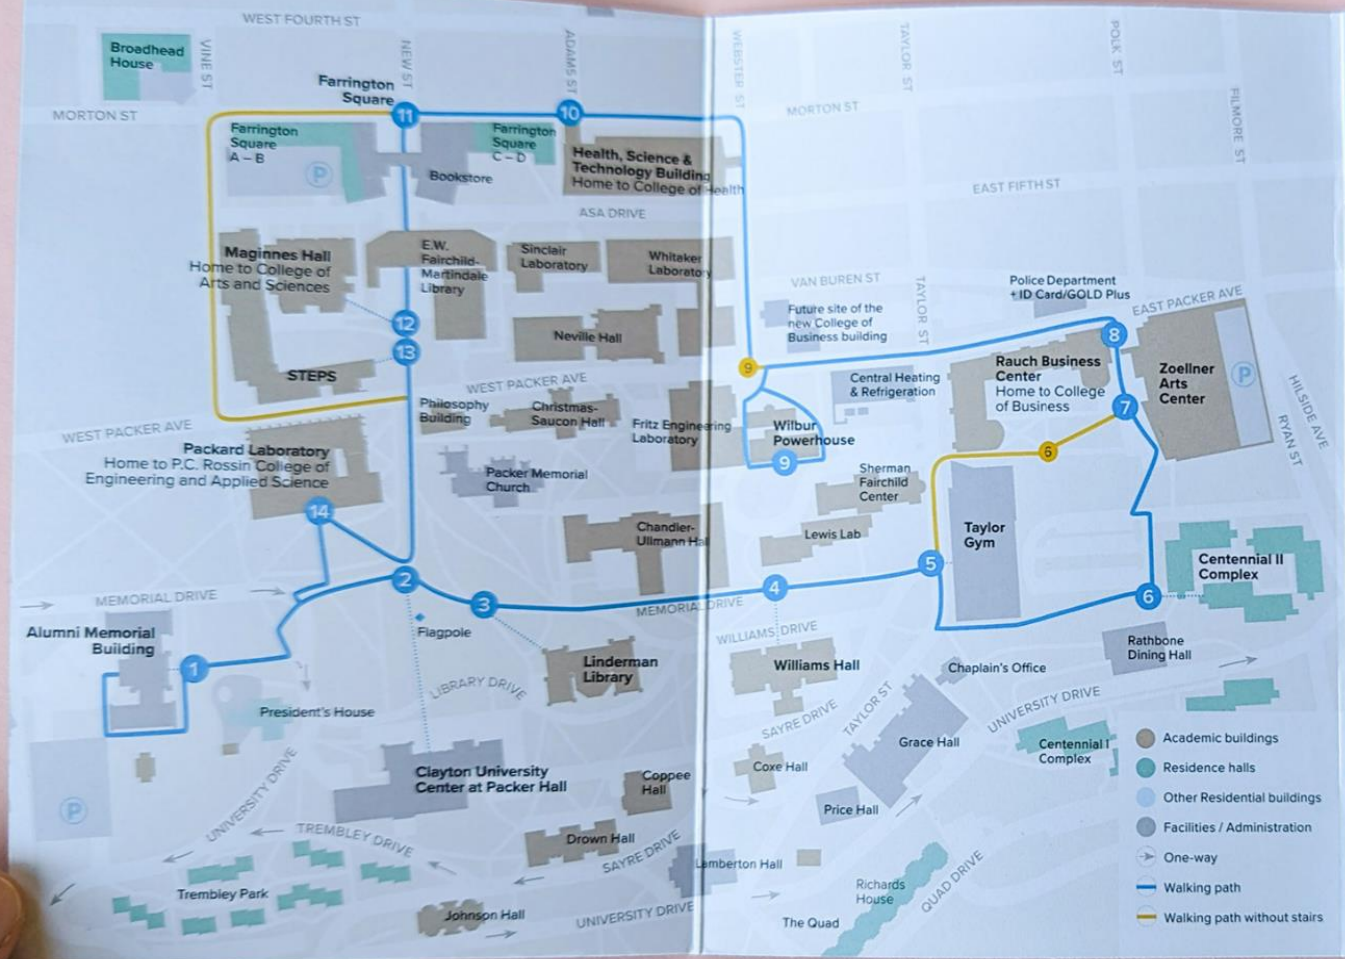 WEST FOURTH ST
Broadhead
House
VINE ST
NEW ST
ADAMS ST
WEBSTER ST
TAYLOR ST
POLK ST
FILMORE ST
MORTON ST
Farrington
Square
11
10
MORTON ST
Farrington
Square
A – B
P
Bookstore
Farrington
Square
C – D
Health, Science &
Technology Building
Home to College of Health
EAST FIFTH ST
ASA DRIVE
Maginnes Hall
Home to College of
Arts and Sciences
E.W.
Fairchild-
Martindale
Library
Sinclair
Laboratory
Whitaker
Laboratory
VAN BUREN ST
TAYLOR ST
Police Department
+ ID Card/GOLD Plus
EAST PACKER AVE
Future site of the
new College of
Business building
12
13
Neville Hall
8
STEPS
9
WEST PACKER AVE
Central Heating
& Refrigeration
Rauch Business
Center
Home to College
of Business
Zoellner
Arts
Center
P
HILLSIDE AVE
RYAN ST
7
WEST PACKER AVE
Philosophy
Building
Christmas-
Saucon Hall
Fritz Engineering
Laboratory
Wilbur
Powerhouse
9
6
Packard Laboratory
Home to P.C. Rossin College of
Engineering and Applied Science
Packer Memorial
Church
Sherman
Fairchild
Center
14
Chandler-
Ullmann Hall
Lewis Lab
Taylor
Gym
Centennial II
Complex
5
2
3
4
6
MEMORIAL DRIVE
MEMORIAL DRIVE
Alumni Memorial
Building
1
Flagpole
WILLIAMS DRIVE
Linderman
Library
Williams Hall
Rathbone
Dining Hall
Chaplain's Office
LIBRARY DRIVE
President's House
SAYRE DRIVE
TAYLOR ST
UNIVERSITY DRIVE
Grace Hall
Centennial I
Complex
P
UNIVERSITY DRIVE
Clayton University
Center at Packer Hall
Coppee
Hall
Coxe Hall
Price Hall
TREMBLEY DRIVE
Drown Hall
SAYRE DRIVE
Lamberton Hall
Trembley Park
Johnson Hall
UNIVERSITY DRIVE
Richards
House
The Quad
QUAD DRIVE
Academic buildings
Residence halls
Other Residential buildings
Facilities / Administration
One-way
Walking path
Walking path without stairs